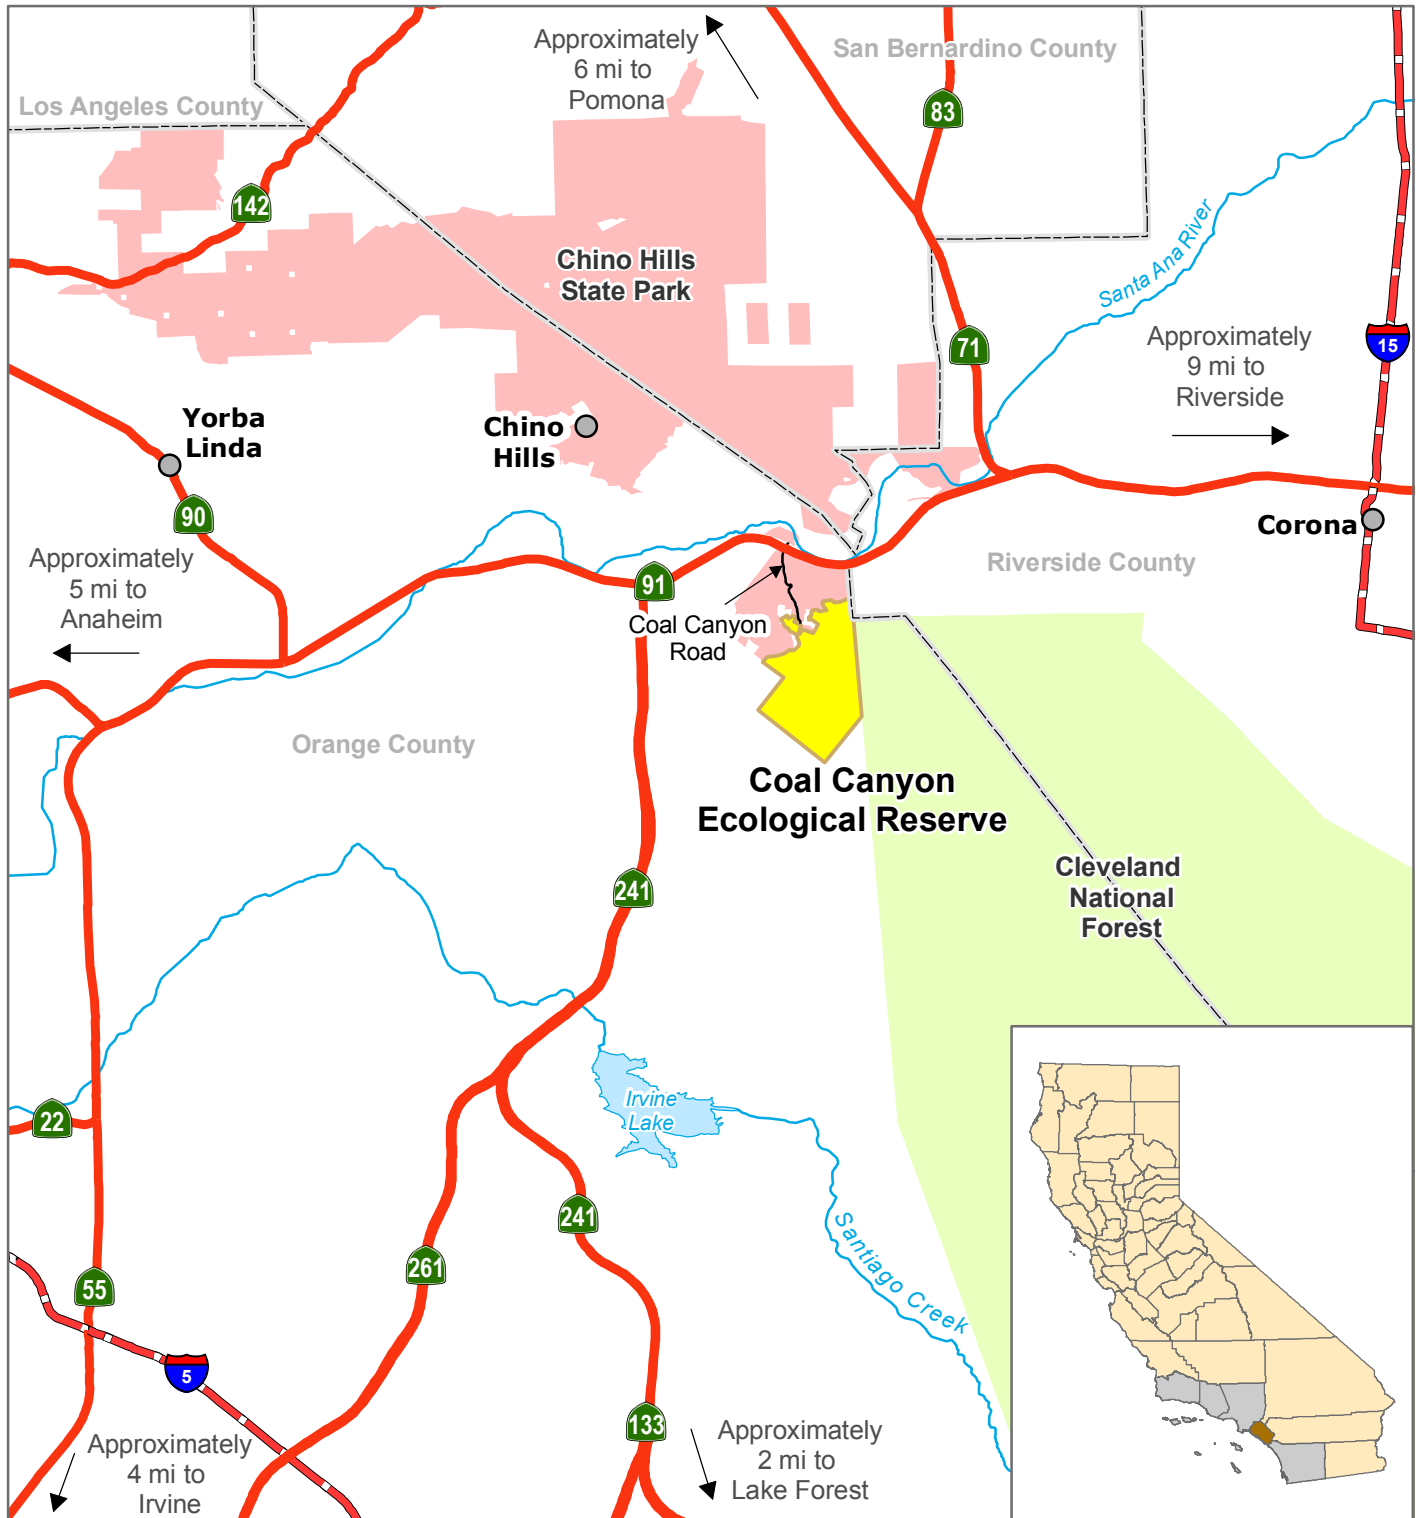 Approximately
6 mi to
Pomona
San Bernardino County
Los Angeles County
83
142
Santa Ana River
Chino Hills
State Park
71
15
Approximately
9 mi to
Riverside
Yorba
Linda
Chino
Hills
90
Corona
Approximately
5 mi to
Anaheim
91
Riverside County
Coal Canyon
Road
Orange County
Coal Canyon
Ecological Reserve
241
Cleveland
National
Forest
Irvine
Lake
22
241
Santiago Creek
261
55
5
133
Approximately
4 mi to
Irvine
Approximately
2 mi to
Lake Forest